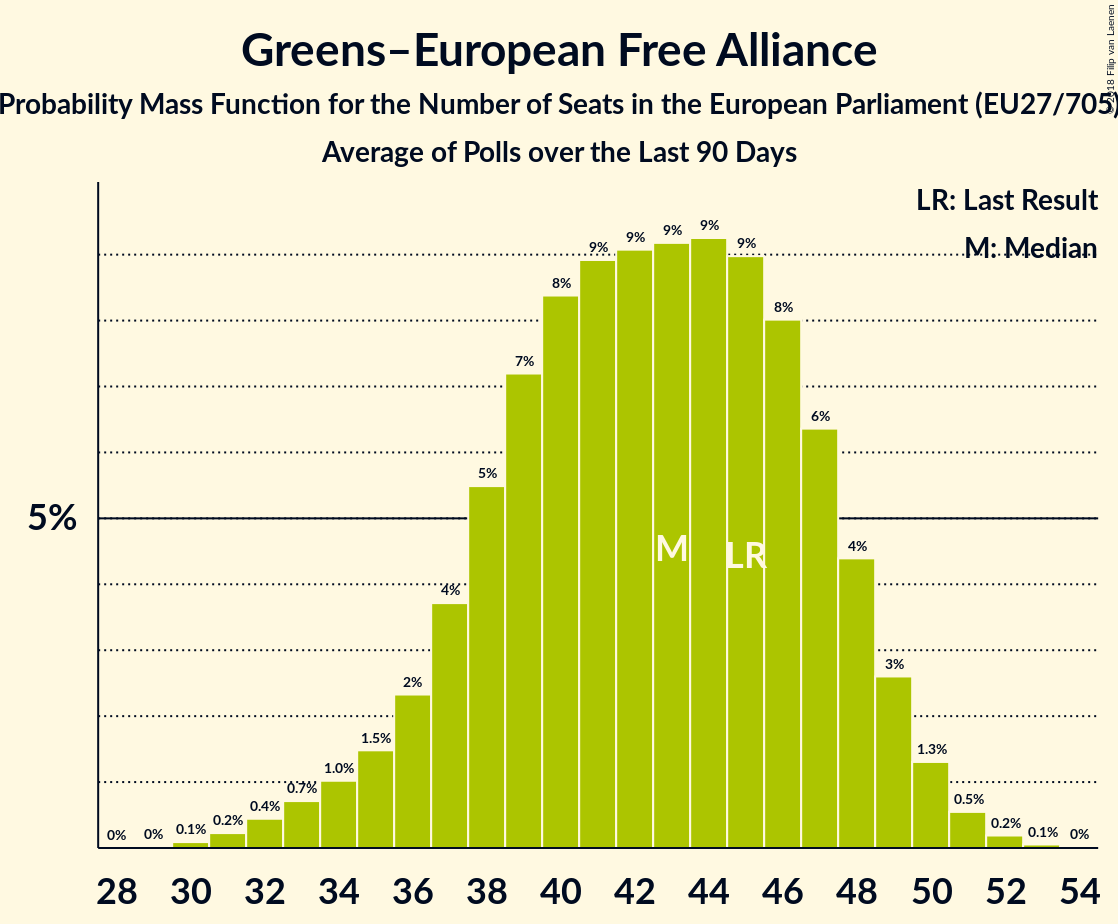 Greens–European Free Alliance
Probability Mass Function for the Number of Seats in the European Parliament (EU27/705)
Average of Polls over the Last 90 Days
© 2018 Filip van Laenen
LR: Last Result
M: Median
5%
0% 0% 0.1% 0.2% 0.4% 0.7% 1.0% 1.5% 2% 4% 5% 7% 8% 9% 9% 9% 9% 9% 8% 6% 4% 3% 1.3% 0.5% 0.2% 0.1% 0%
M LR
28 30 32 34 36 38 40 42 44 46 48 50 52 54